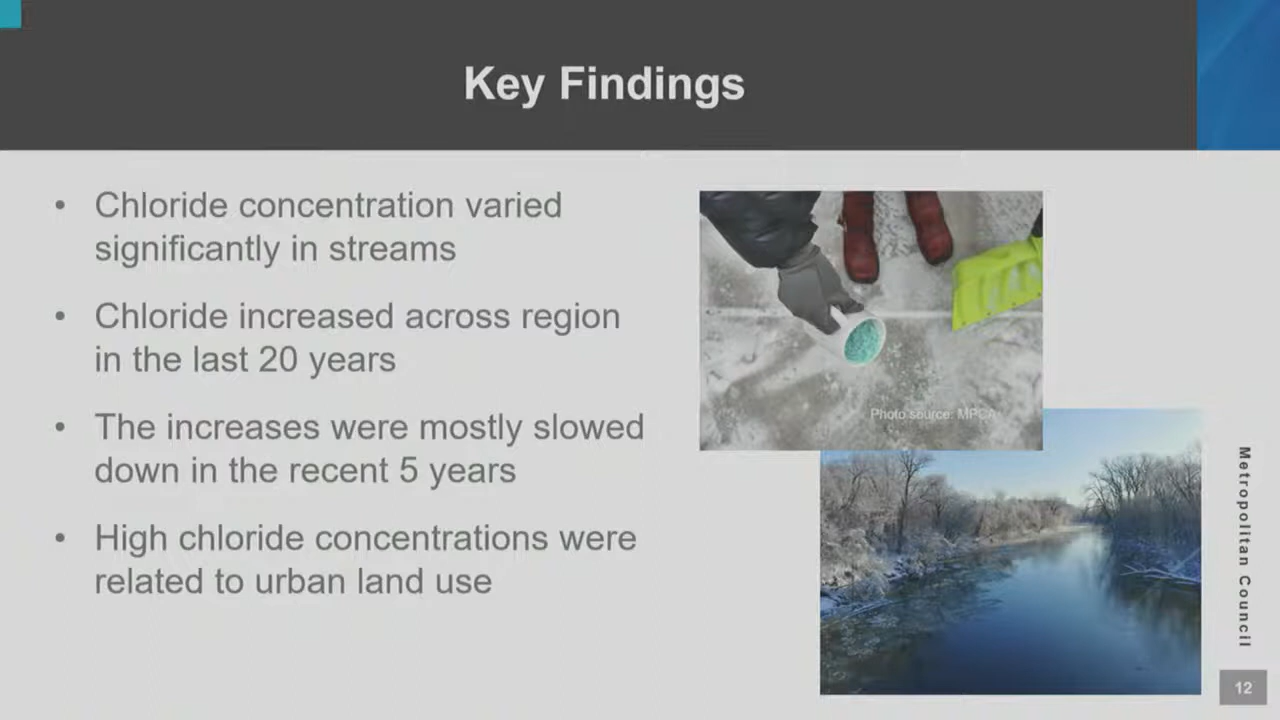 Key Findings
• Chloride concentration varied
significantly in streams
• Chloride increased across region
in the last 20 years
• The increases were mostly slowed
down in the recent 5 years
• High chloride concentrations were
related to urban land use
Photo source: MPCA
Metropolitan Council
12